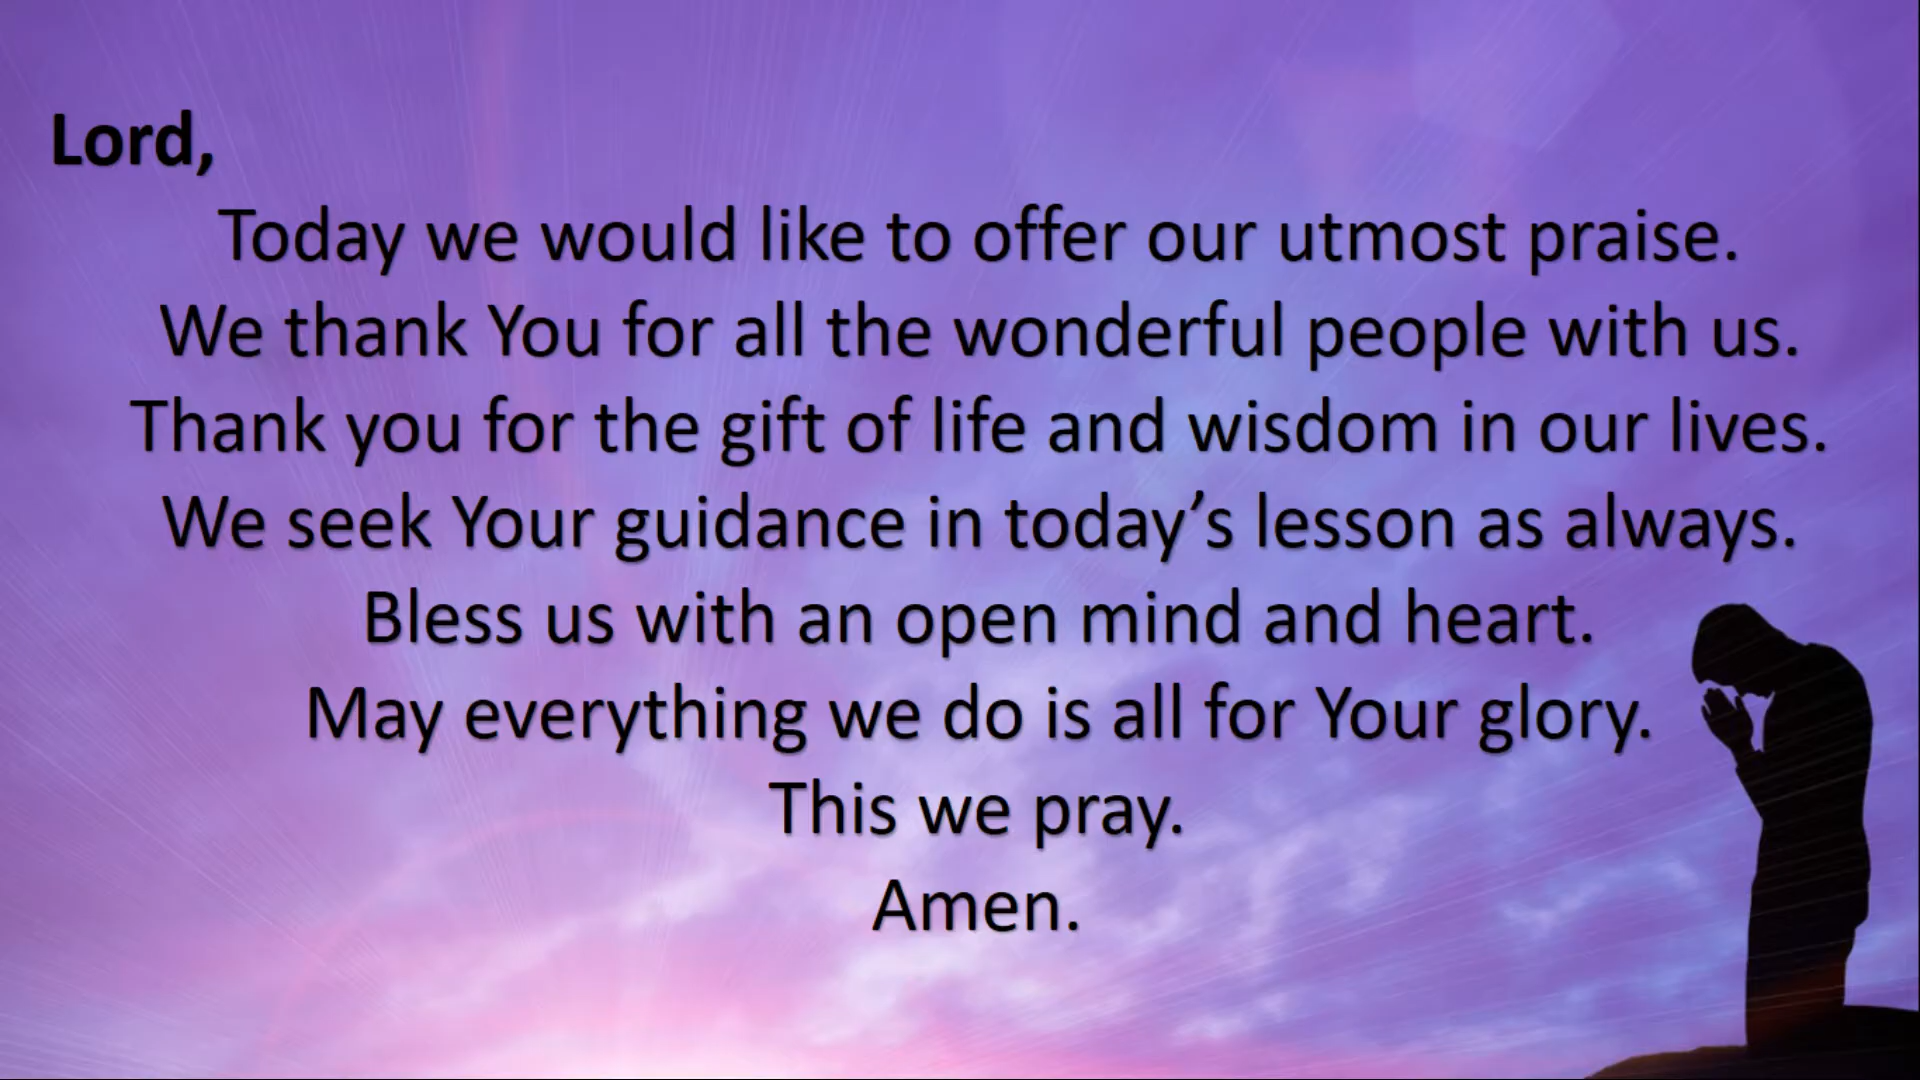 Lord,
Today we would like to offer our utmost praise.
We thank You for all the wonderful people with us.
Thank you for the gift of life and wisdom in our lives.
We seek Your guidance in today’s lesson as always.
Bless us with an open mind and heart.
May everything we do is all for Your glory.
This we pray.
Amen.